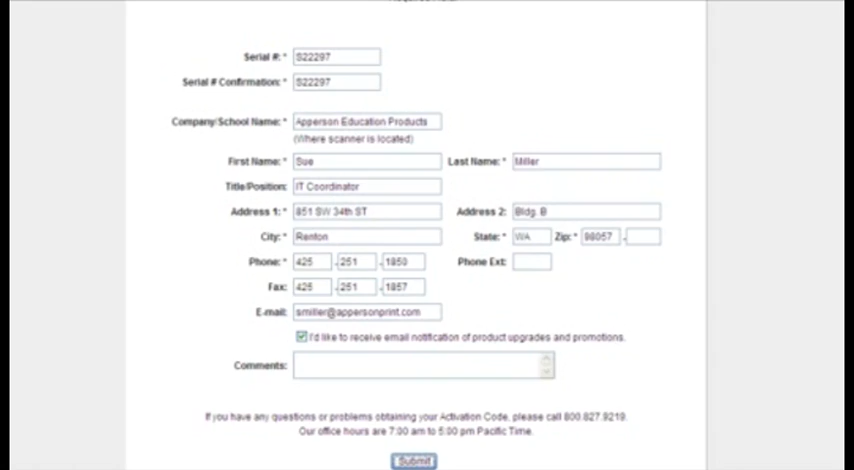 Serial #: * S22297
Serial # Confirmation: * S22297
Company/School Name: * Apperson Education Products
(Where scanner is located)
First Name: * Sue Last Name: * Miller
Title/Position: IT Coordinator
Address 1: * 851 SW 34th ST Address 2: Bldg. B
City: * Renton State: * WA Zip: * 98057 -
Phone: * 425 - 251 - 1850 Phone Ext:
Fax: 425 - 251 - 1857
E-mail: smiller@appersonprint.com
I'd like to receive email notification of product upgrades and promotions.
Comments:
If you have any questions or problems obtaining your Activation Code, please call 800.827.9219.
Our office hours are 7:00 am to 5:00 pm Pacific Time.
Submit